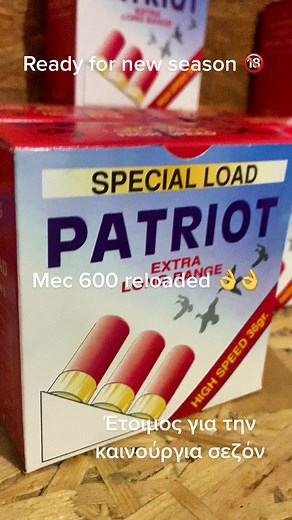 Ready for new season 🔞
SPECIAL LOAD
PATRIOT
EXTRA
LONG RANGE
Mec 600 reloaded 👌👌
HIGH SPEED 36gr.
Έτοιμος για την
καινούργια σεζόν